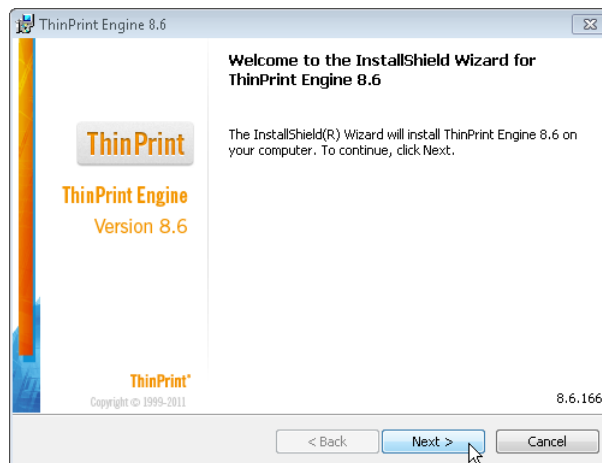 ThinPrint Engine 8.6
Welcome to the InstallShield Wizard for
ThinPrint Engine 8.6
The InstallShield(R) Wizard will install ThinPrint Engine 8.6 on
your computer. To continue, click Next.
ThinPrint
ThinPrint Engine
Version 8.6
ThinPrint®
Copyright © 1999-2011
8.6.166
< Back
Next >
Cancel